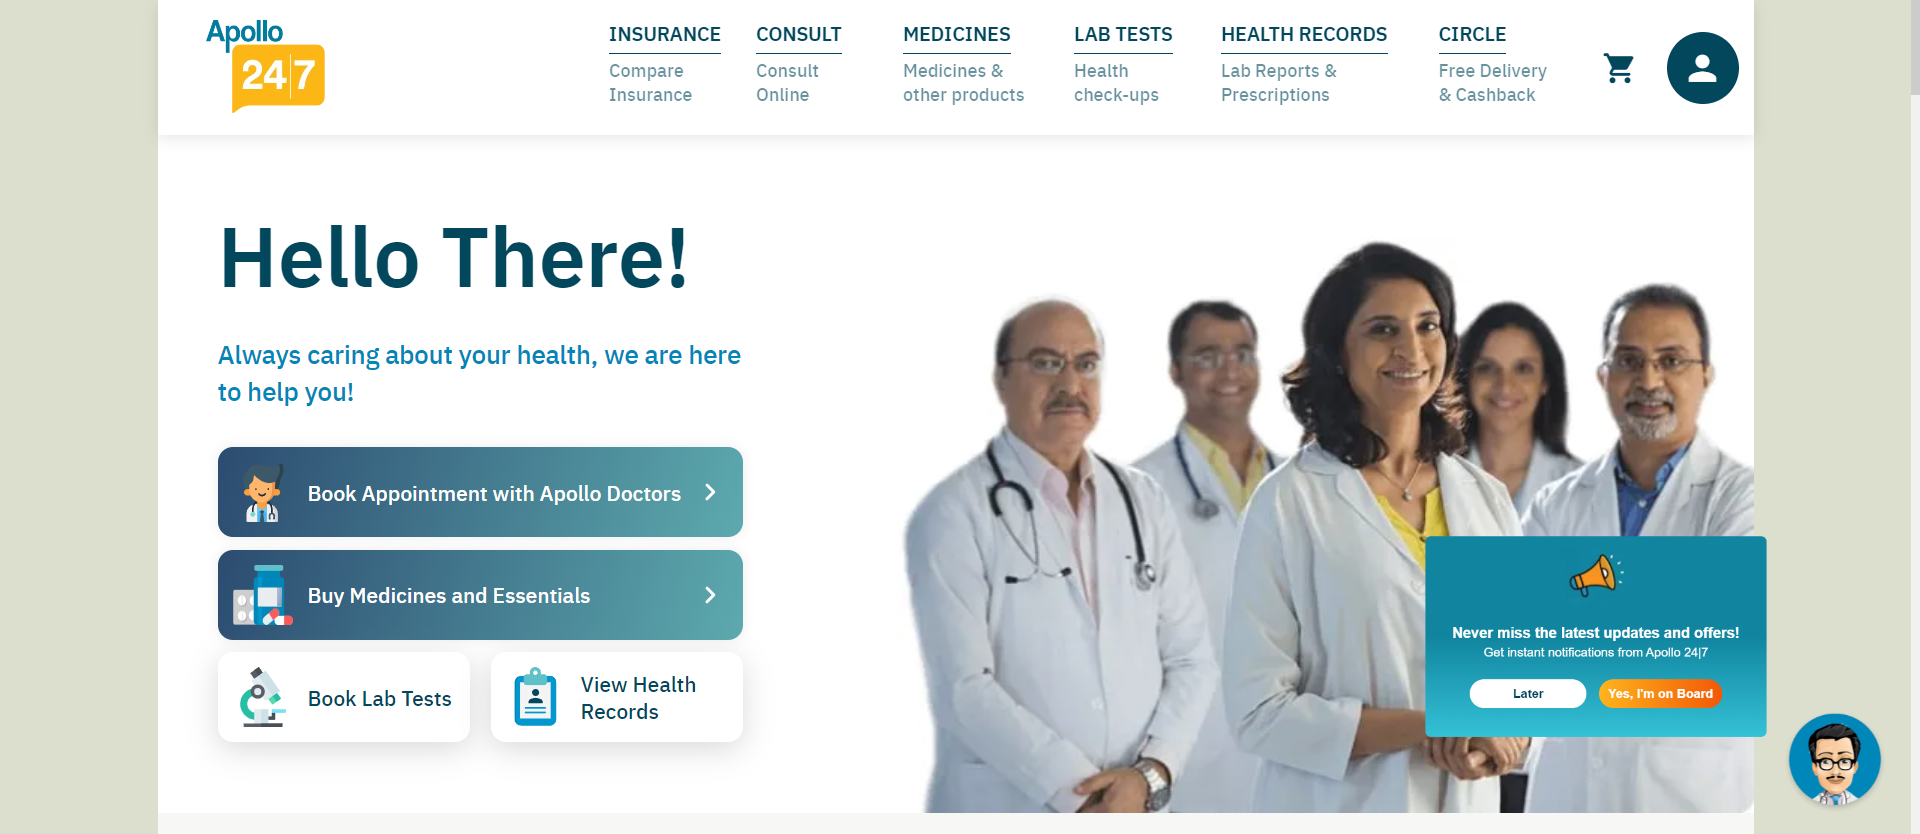 Apollo
24|7
INSURANCE
Compare
Insurance
CONSULT
Consult
Online
MEDICINES
Medicines &
other products
LAB TESTS
Health
check-ups
HEALTH RECORDS
Lab Reports &
Prescriptions
CIRCLE
Free Delivery
& Cashback
Hello There!
Always caring about your health, we are here
to help you!
Book Appointment with Apollo Doctors
Buy Medicines and Essentials
Book Lab Tests
View Health
Records
Never miss the latest updates and offers!
Get instant notifications from Apollo 24|7
Later
Yes, I'm on Board